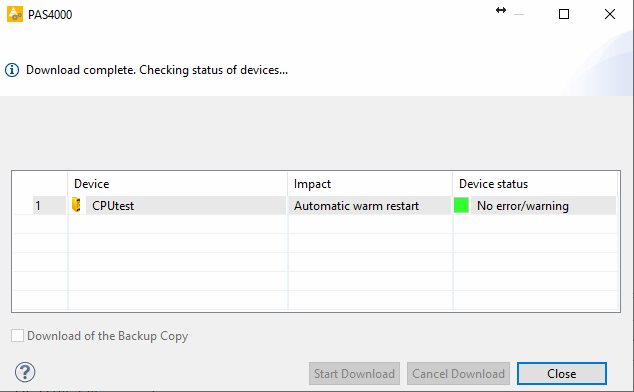 PAS4000
Download complete. Checking status of devices...
Device Impact Device status
1 CPUtest Automatic warm restart No error/warning
Download of the Backup Copy
? Start Download Cancel Download Close